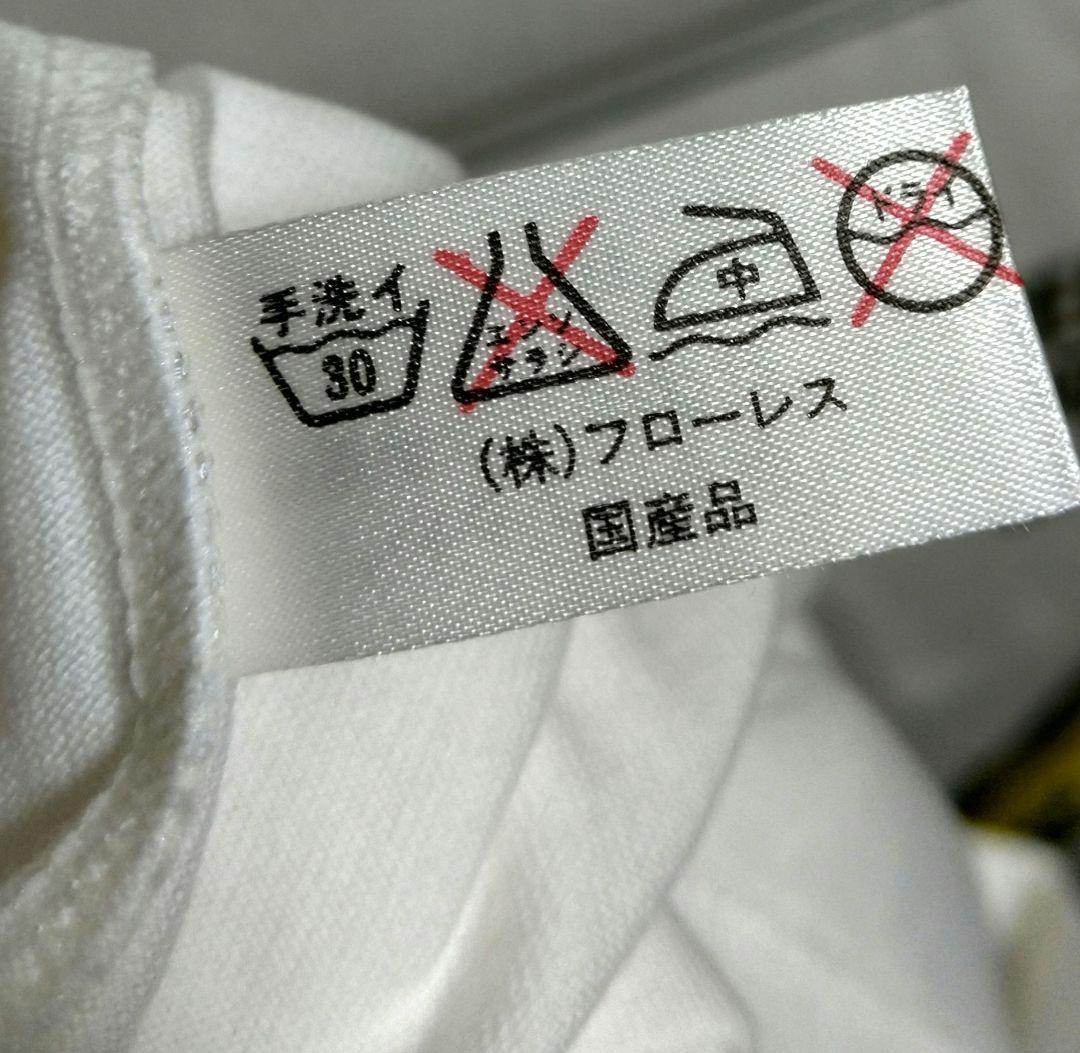 手洗イ
30
エンソ
サラシ
中
ドライ
(株)フローレス
国産品